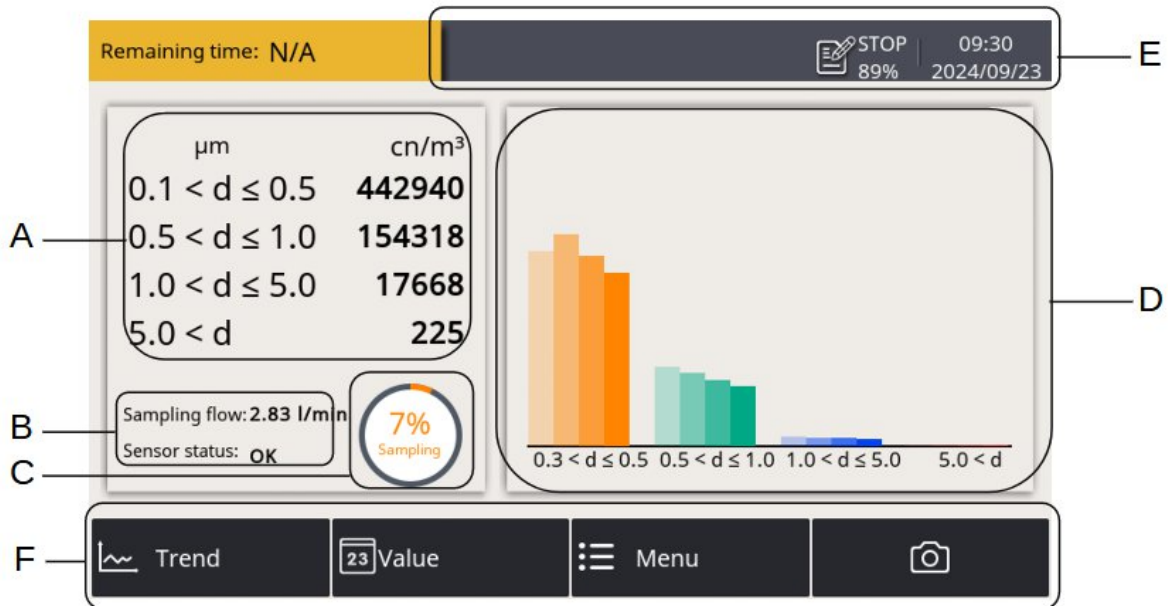 Remaining time: N/A
STOP 09:30
89% 2024/09/23
E
µm cn/m³
0.1 < d ≤ 0.5 442940
0.5 < d ≤ 1.0 154318
1.0 < d ≤ 5.0 17668
5.0 < d 225
A
Sampling flow: 2.83 l/min
Sensor status: OK
B
7%
Sampling
C
0.3 < d ≤ 0.5 0.5 < d ≤ 1.0 1.0 < d ≤ 5.0 5.0 < d
D
F
Trend 23 Value Menu